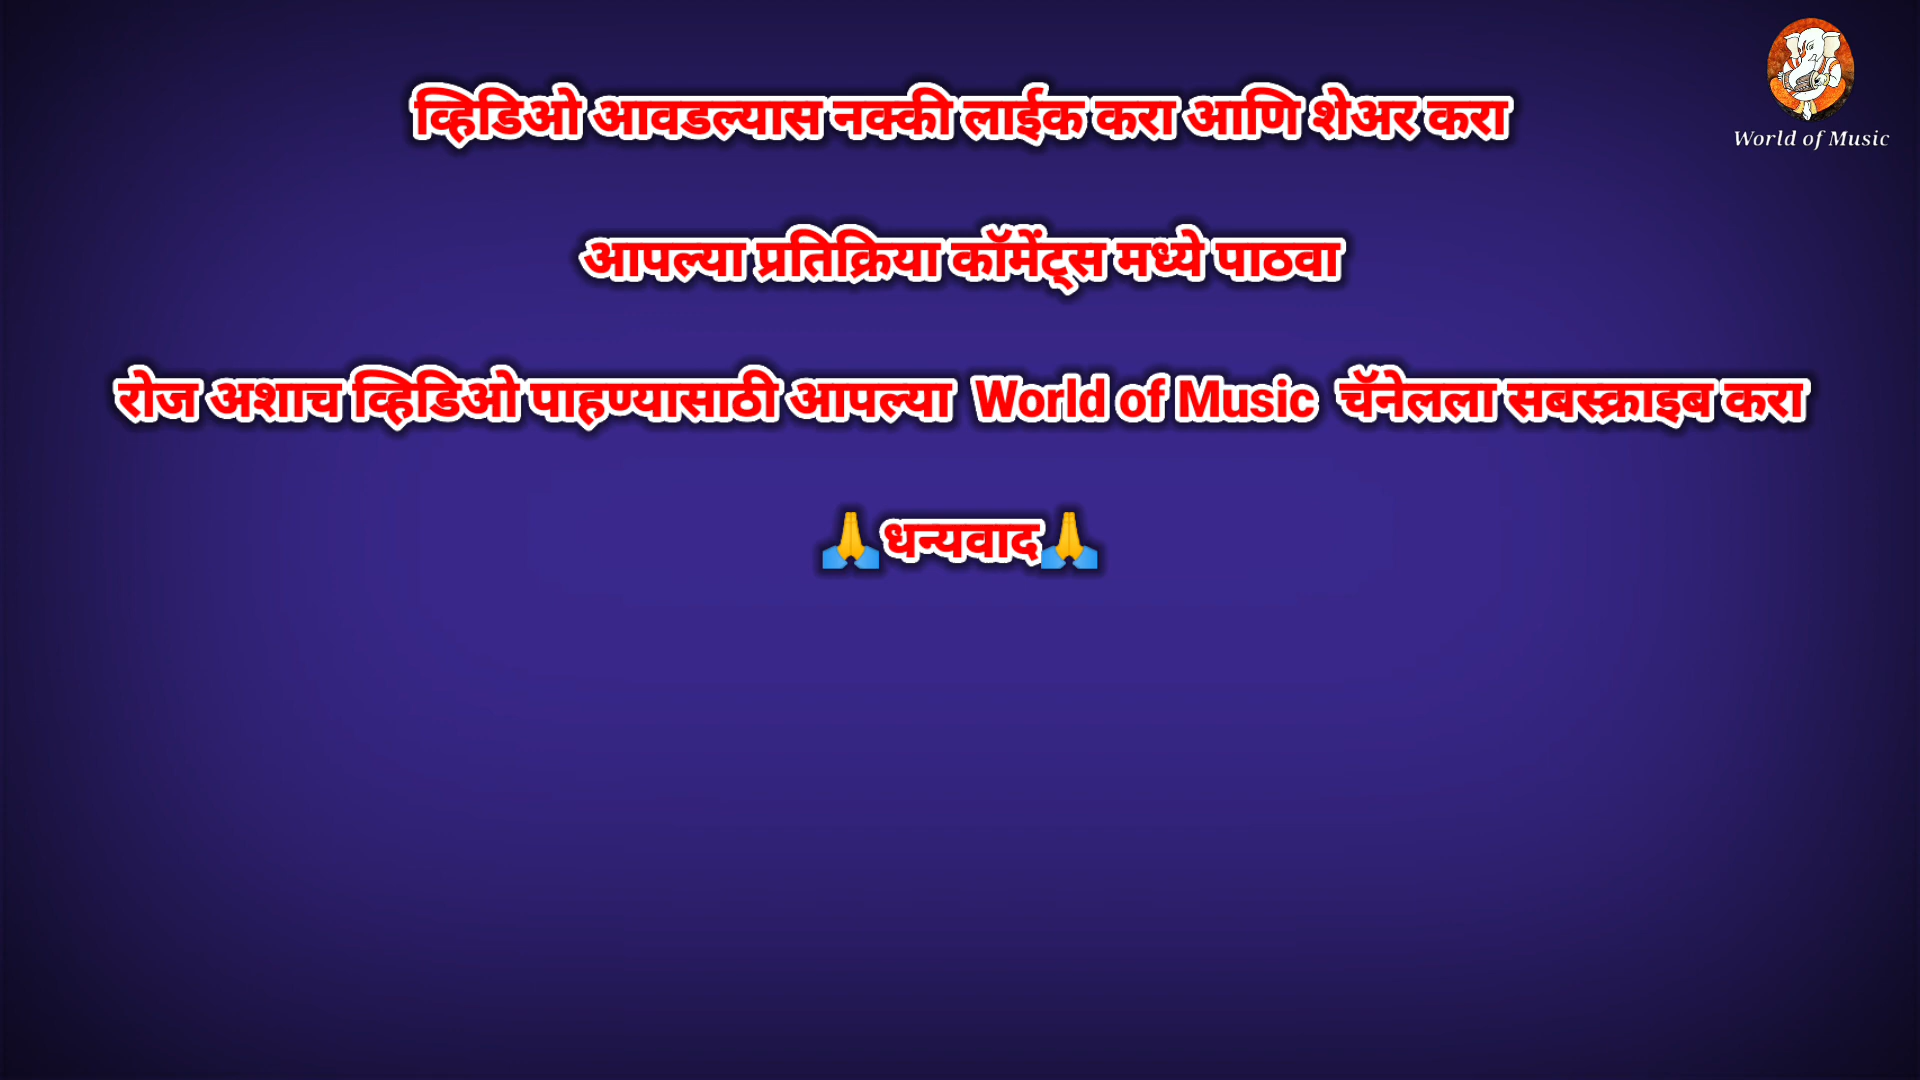 World of Music
व्हिडिओ आवडल्यास नक्की लाईक करा आणि शेअर करा
आपल्या प्रतिक्रिया कॉमेंट्स मध्ये पाठवा
रोज अशाच व्हिडिओ पाहण्यासाठी आपल्या World of Music चॅनेलला सबस्क्राइब करा
🙏धन्यवाद🙏